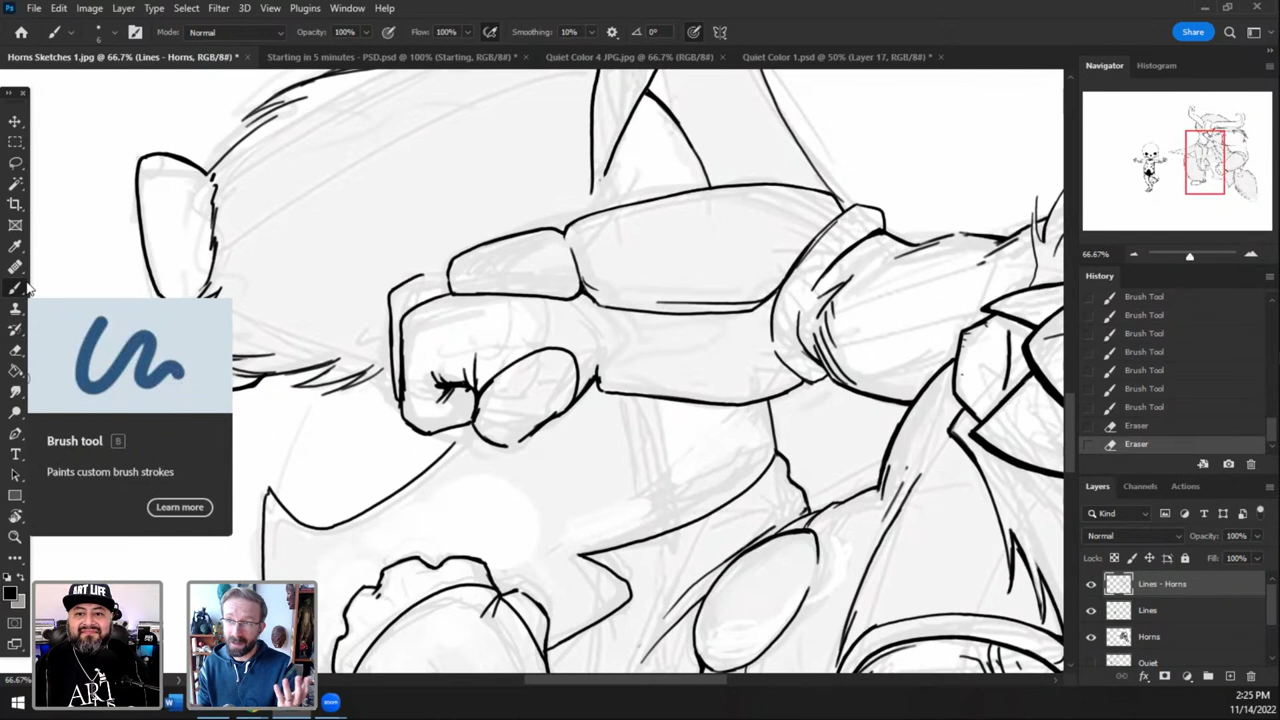 Ps File Edit Image Layer Type Select Filter 3D View Plugins Window Help
6 Mode: Normal Opacity: 100% Flow: 100% Smoothing: 10% 0° Share
Horns Sketches 1.jpg @ 66.7% (Lines - Horns, RGB/8#) * × Starting in 5 minutes - PSD.psd @ 100% (Starting, RGB/8#) * × Quiet Color 4 JPG.jpg @ 66.7% (RGB/8#) × Quiet Color 1.psd @ 50% (Layer 17, RGB/8#) * ×
Navigator Histogram
66.67%
History
Brush Tool
Brush Tool
Brush Tool
Brush Tool
Brush Tool
Brush Tool
Brush Tool
Eraser
Eraser
Brush tool B
Paints custom brush strokes
Learn more
Layers Channels Actions
Kind
Normal Opacity: 100%
Lock: Fill: 100%
Lines - Horns
Lines
Horns
Quiet
ART LIFE
ART
66.67%
W zoom
2:25 PM
11/14/2022